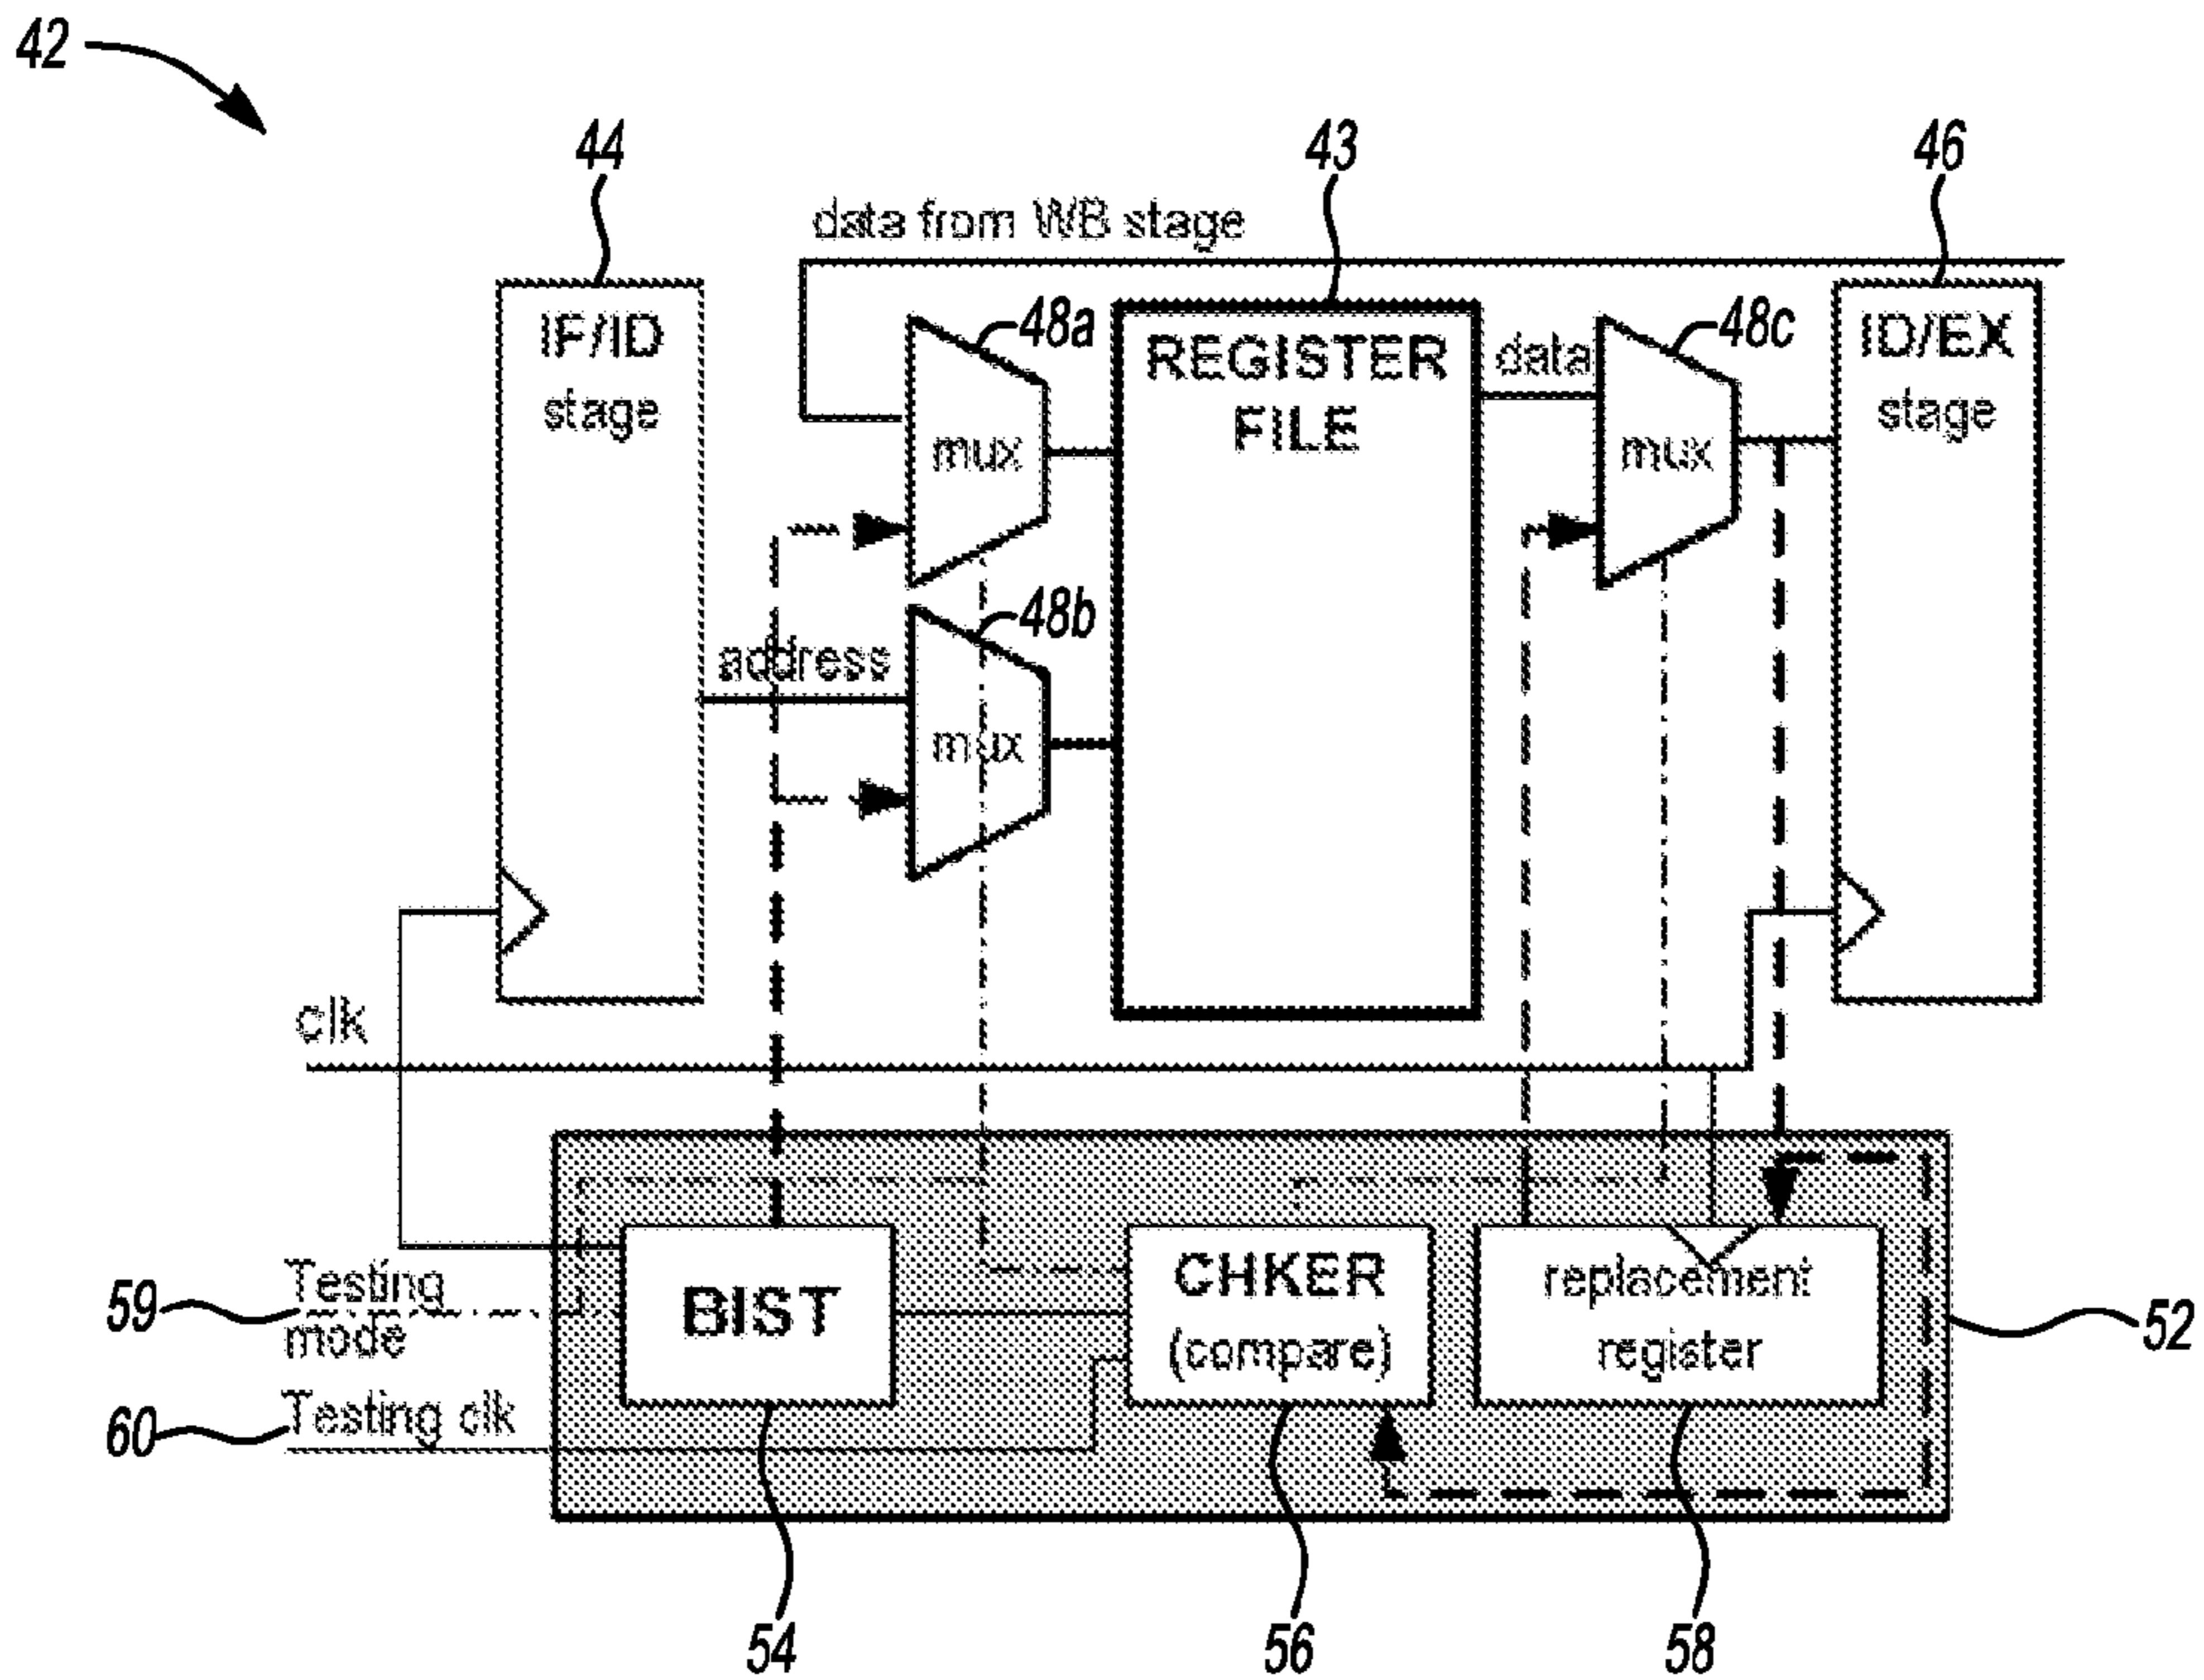 42
44
43
46
data from WB stage
IF/ID
stage
48a
mux
REGISTER
FILE
data
48c
mux
ID/EX
stage
48b
address
mux
clk
59
Testing
mode
60
Testing clk
BIST
CHKER
(compare)
replacement
register
52
54
56
58